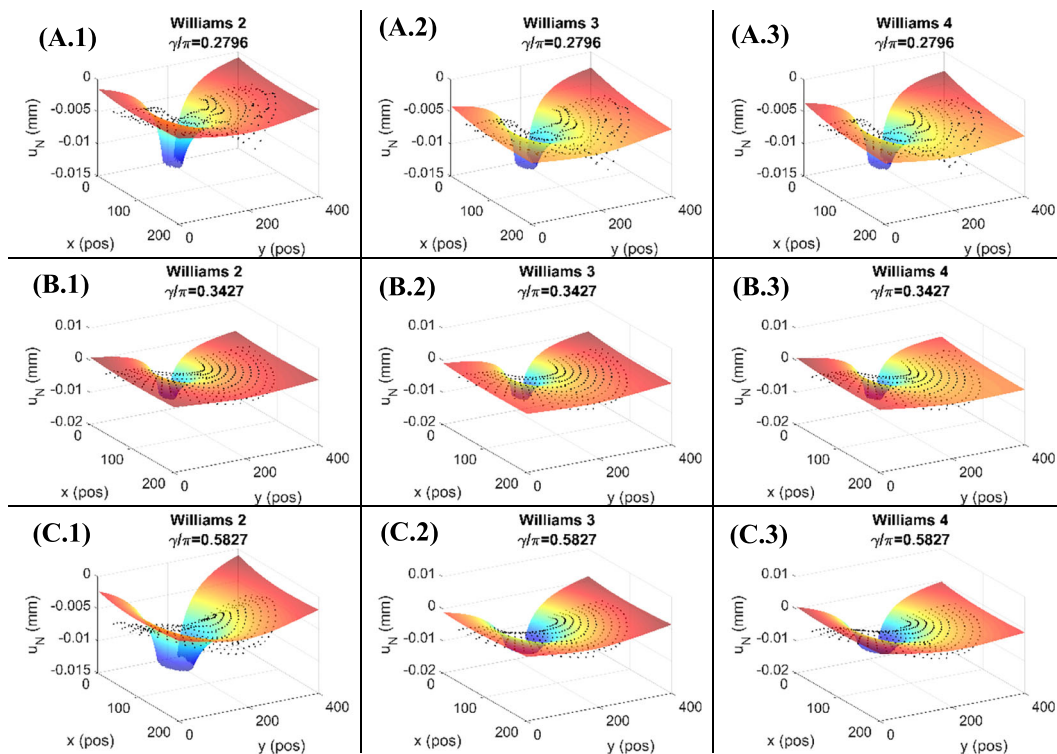 (A.1)
Williams 2
γ/π=0.2796
0
-0.005
-0.01
-0.015
u_N (mm)
0
100
200
x (pos)
0
200
400
y (pos)
(A.2)
Williams 3
γ/π=0.2796
0
-0.005
-0.01
-0.015
u_N (mm)
0
100
200
x (pos)
0
200
400
y (pos)
(A.3)
Williams 4
γ/π=0.2796
0
-0.005
-0.01
-0.015
u_N (mm)
0
100
200
x (pos)
0
200
400
y (pos)
(B.1)
Williams 2
γ/π=0.3427
0.01
0
-0.01
-0.02
u_N (mm)
0
100
200
x (pos)
0
200
400
y (pos)
(B.2)
Williams 3
γ/π=0.3427
0.01
0
-0.01
-0.02
u_N (mm)
0
100
200
x (pos)
0
200
400
y (pos)
(B.3)
Williams 4
γ/π=0.3427
0.01
0
-0.01
-0.02
u_N (mm)
0
100
200
x (pos)
0
200
400
y (pos)
(C.1)
Williams 2
γ/π=0.5827
0
-0.005
-0.01
-0.015
u_N (mm)
0
100
200
x (pos)
0
200
400
y (pos)
(C.2)
Williams 3
γ/π=0.5827
0.01
0
-0.01
-0.02
u_N (mm)
0
100
200
x (pos)
0
200
400
y (pos)
(C.3)
Williams 4
γ/π=0.5827
0.01
0
-0.01
-0.02
u_N (mm)
0
100
200
x (pos)
0
200
400
y (pos)